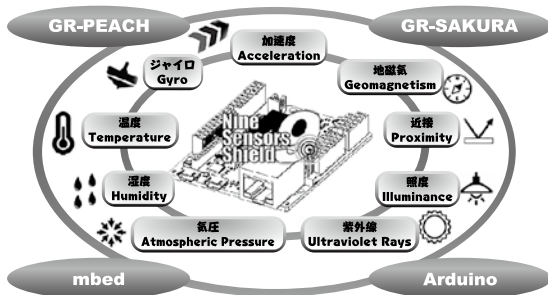 GR-PEACH
GR-SAKURA
加速度
Acceleration
ジャイロ
Gyro
地磁気
Geomagnetism
温度
Temperature
近接
Proximity
Nine
Sensors
Shield
湿度
Humidity
照度
Illuminance
気圧
Atmospheric Pressure
紫外線
Ultraviolet Rays
mbed
Arduino